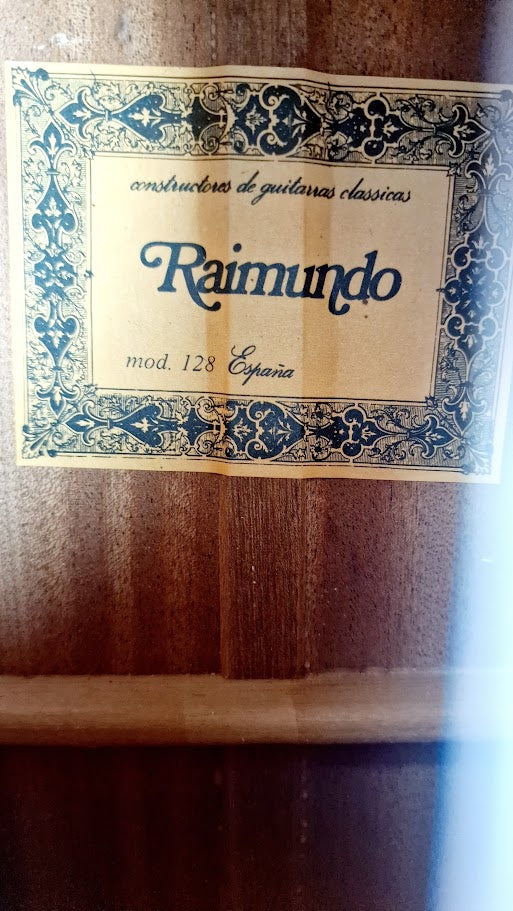 constructores de guitarras classicas
Raimundo
mod. 128 España